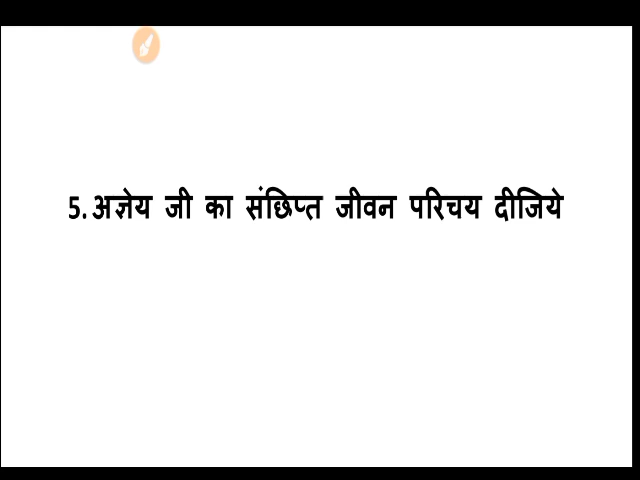 5. अज्ञेय जी का संछिप्त जीवन परिचय दीजिये